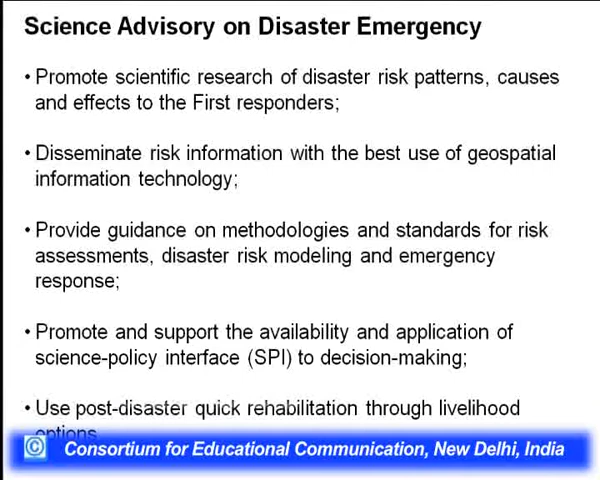 Science Advisory on Disaster Emergency
• Promote scientific research of disaster risk patterns, causes
and effects to the First responders;
• Disseminate risk information with the best use of geospatial
information technology;
• Provide guidance on methodologies and standards for risk
assessments, disaster risk modeling and emergency
response;
• Promote and support the availability and application of
science-policy interface (SPI) to decision-making;
• Use post-disaster quick rehabilitation through livelihood
options
© Consortium for Educational Communication, New Delhi, India